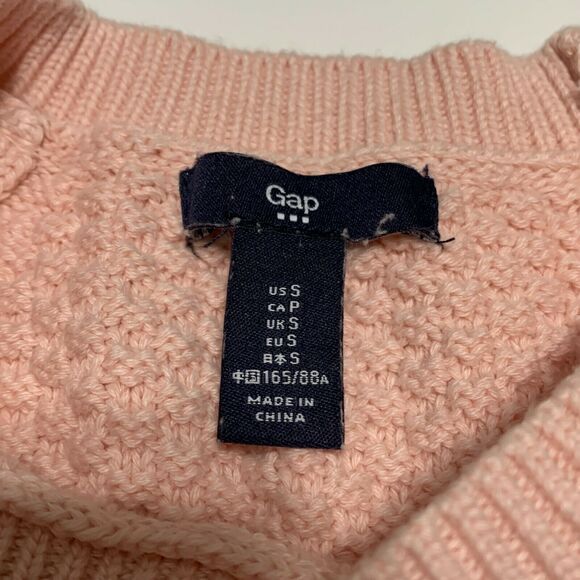 Gap
US S
CA P
UK S
EU S
日本 S
中国 165/88A
MADE IN
CHINA